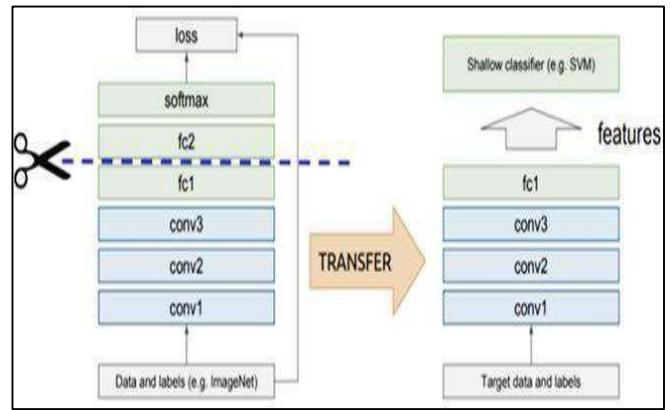 loss
softmax
fc2
fc1
conv3
conv2
conv1
Data and labels (e.g. ImageNet)
TRANSFER
Shallow classifier (e.g. SVM)
features
fc1
conv3
conv2
conv1
Target data and labels